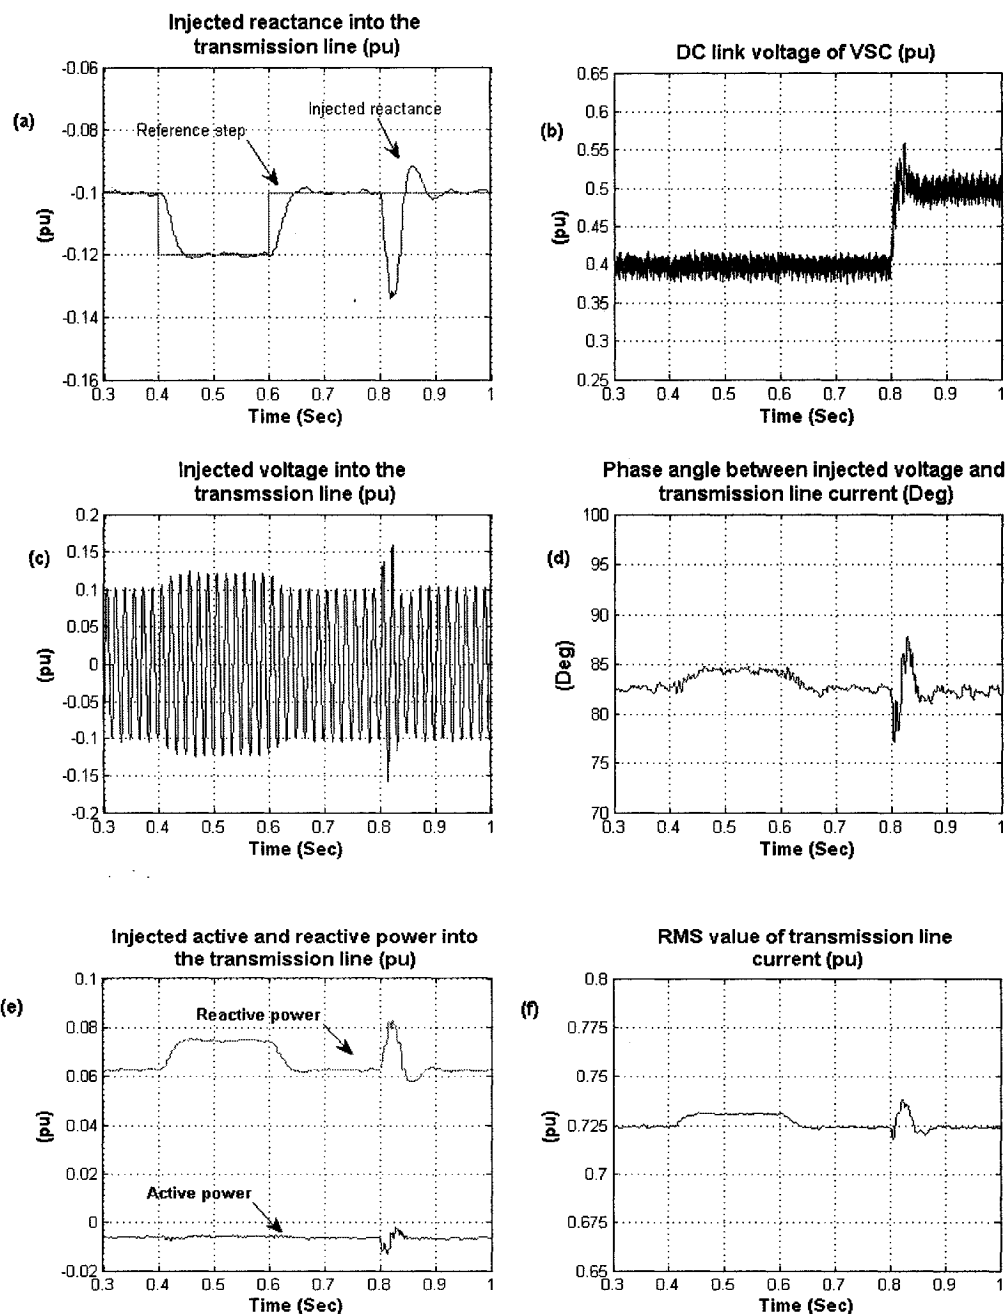 Injected reactance into the
transmission line (pu)
(a)
-0.06
-0.08
-0.1
-0.12
-0.14
-0.16
(pu)
Reference step
Injected reactance
0.3 0.4 0.5 0.6 0.7 0.8 0.9 1
Time (Sec)
DC link voltage of VSC (pu)
(b)
0.65
0.6
0.55
0.5
0.45
0.4
0.35
0.3
0.25
(pu)
0.3 0.4 0.5 0.6 0.7 0.8 0.9 1
Time (Sec)
Injected voltage into the
transmssion line (pu)
(c)
0.2
0.15
0.1
0.05
0
-0.05
-0.1
-0.15
-0.2
(pu)
0.3 0.4 0.5 0.6 0.7 0.8 0.9 1
Time (Sec)
Phase angle between injected voltage and
transmission line current (Deg)
(d)
100
95
90
85
80
75
70
(Deg)
0.3 0.4 0.5 0.6 0.7 0.8 0.9 1
Time (Sec)
Injected active and reactive power into
the transmission line (pu)
(e)
0.1
0.08
0.06
0.04
0.02
0
-0.02
(pu)
Reactive power
Active power
0.3 0.4 0.5 0.6 0.7 0.8 0.9 1
Time (Sec)
RMS value of transmission line
current (pu)
(f)
0.8
0.775
0.75
0.725
0.7
0.675
0.65
(pu)
0.3 0.4 0.5 0.6 0.7 0.8 0.9 1
Time (Sec)